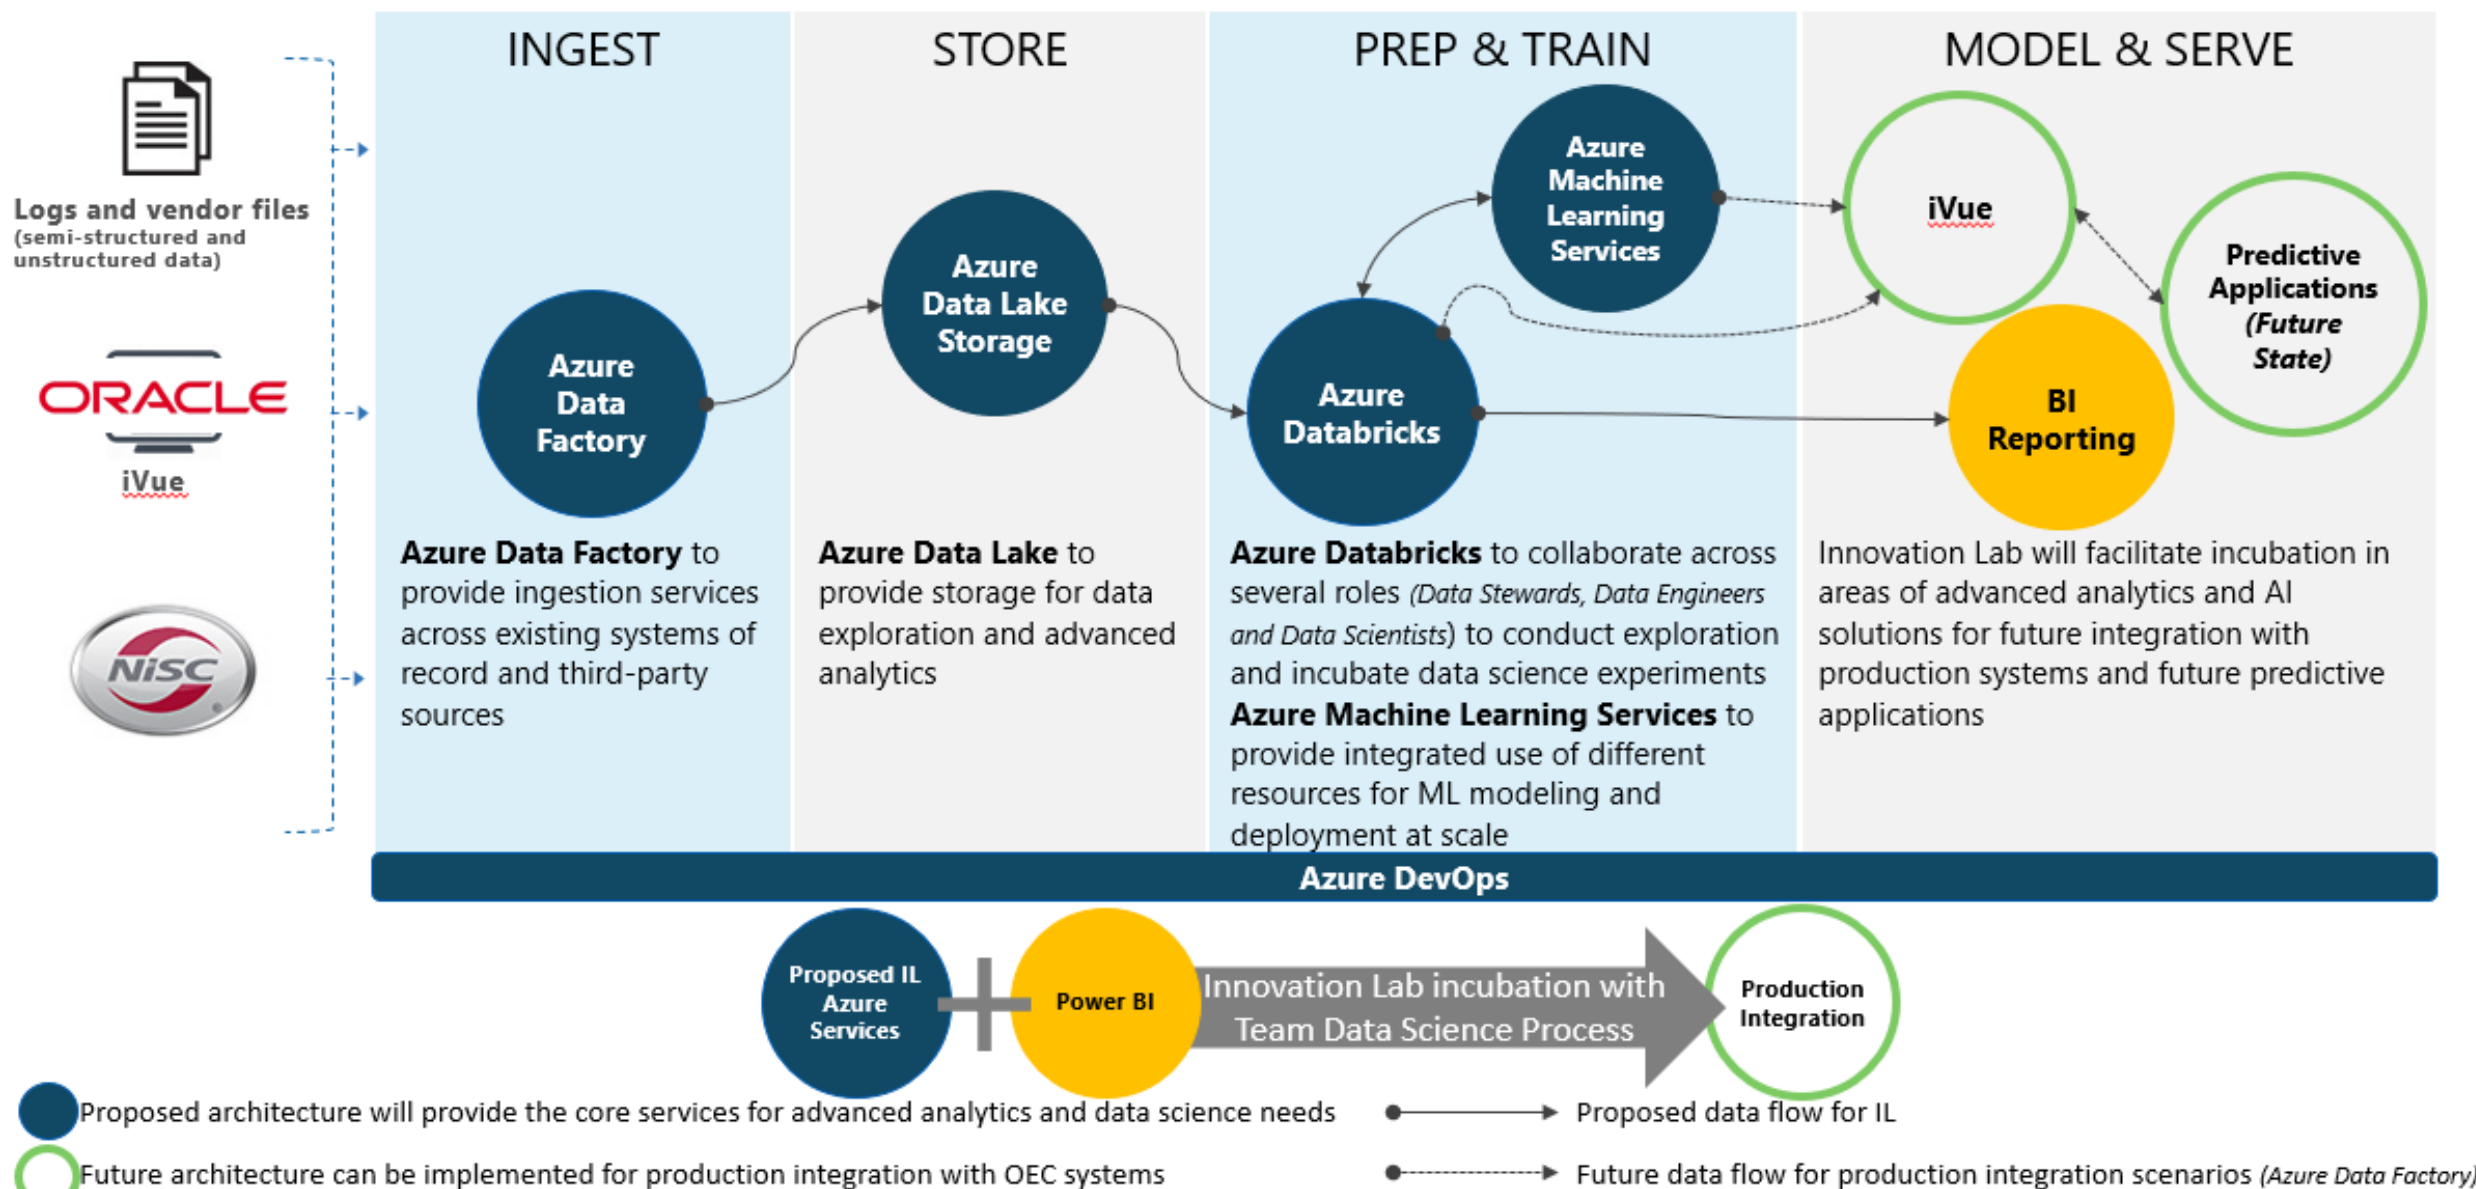 INGEST
STORE
PREP & TRAIN
MODEL & SERVE
Logs and vendor files
(semi-structured and
unstructured data)
ORACLE
iVue
NiSC
®
Azure
Data
Factory
Azure
Data Lake
Storage
Azure
Machine
Learning
Services
Azure
Databricks
iVue
Predictive
Applications
(Future
State)
BI
Reporting
Azure Data Factory to
provide ingestion services
across existing systems of
record and third-party
sources
Azure Data Lake to
provide storage for data
exploration and advanced
analytics
Azure Databricks to collaborate across
several roles (Data Stewards, Data Engineers
and Data Scientists) to conduct exploration
and incubate data science experiments
Azure Machine Learning Services to
provide integrated use of different
resources for ML modeling and
deployment at scale
Innovation Lab will facilitate incubation in
areas of advanced analytics and AI
solutions for future integration with
production systems and future predictive
applications
Azure DevOps
Proposed IL
Azure
Services
Power BI
Innovation Lab incubation with
Team Data Science Process
Production
Integration
Proposed architecture will provide the core services for advanced analytics and data science needs
Proposed data flow for IL
Future architecture can be implemented for production integration with OEC systems
Future data flow for production integration scenarios (Azure Data Factory)